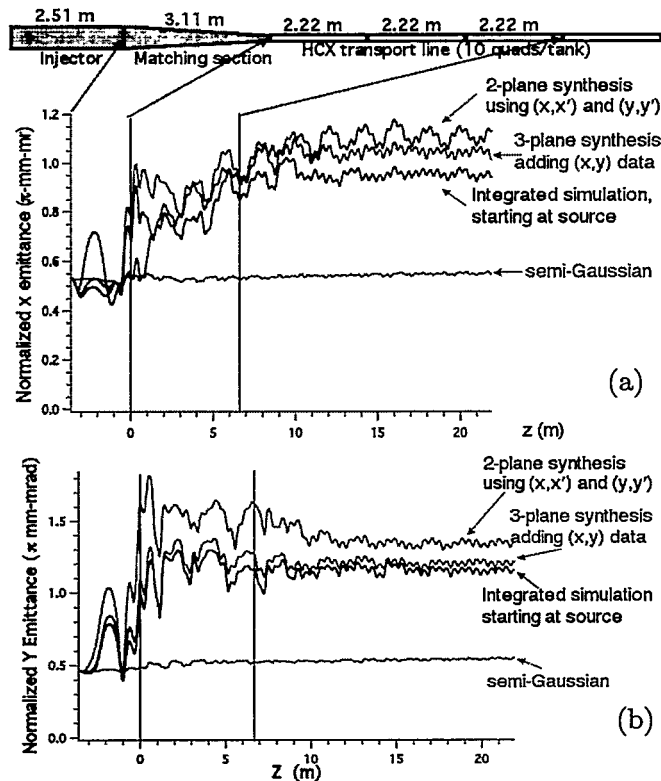 2.51 m 3.11 m 2.22 m 2.22 m 2.22 m
Injector Matching section HCX transport line (10 quads/tank)
2-plane synthesis
using (x,x') and (y,y')
3-plane synthesis
adding (x,y) data
Integrated simulation,
starting at source
semi-Gaussian
Normalized X emittance (π-mm-mr)
1.2
1.0
0.8
0.6
0.4
0.2
0.0
0 5 10 15 20
z (m)
(a)
2-plane synthesis
using (x,x') and (y,y')
3-plane synthesis
adding (x,y) data
Integrated simulation
starting at source
semi-Gaussian
Normalized Y Emittance (π mm-mrad)
1.5
1.0
0.5
0.0
0 5 10 15 20
Z (m)
(b)